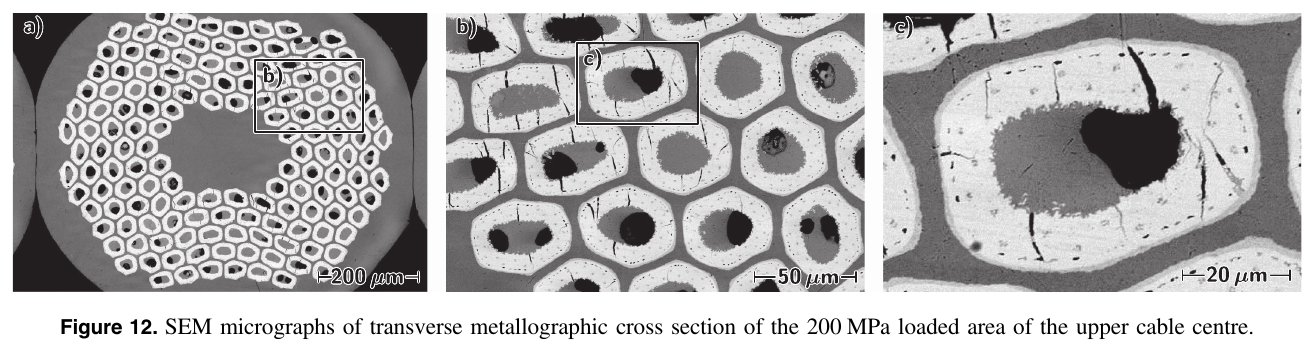 a)
b)
200 μm
b)
c)
50 μm
c)
20 μm
Figure 12. SEM micrographs of transverse metallographic cross section of the 200 MPa loaded area of the upper cable centre.